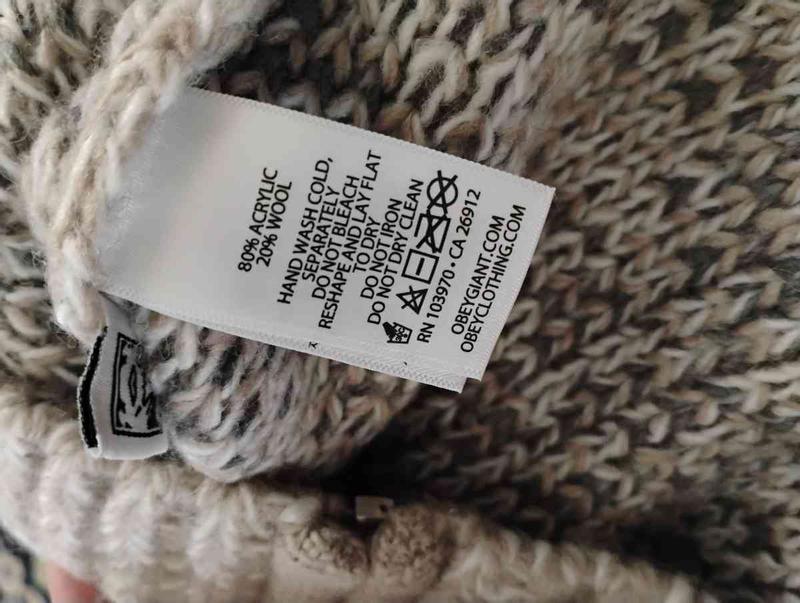 80% ACRYLIC
20% WOOL
HAND WASH COLD,
SEPARATELY
DO NOT BLEACH
RESHAPE AND LAY FLAT
TO DRY
DO NOT IRON
DO NOT DRY CLEAN
RN 103970 • CA 26912
OBEYGIANT.COM
OBEYCLOTHING.COM